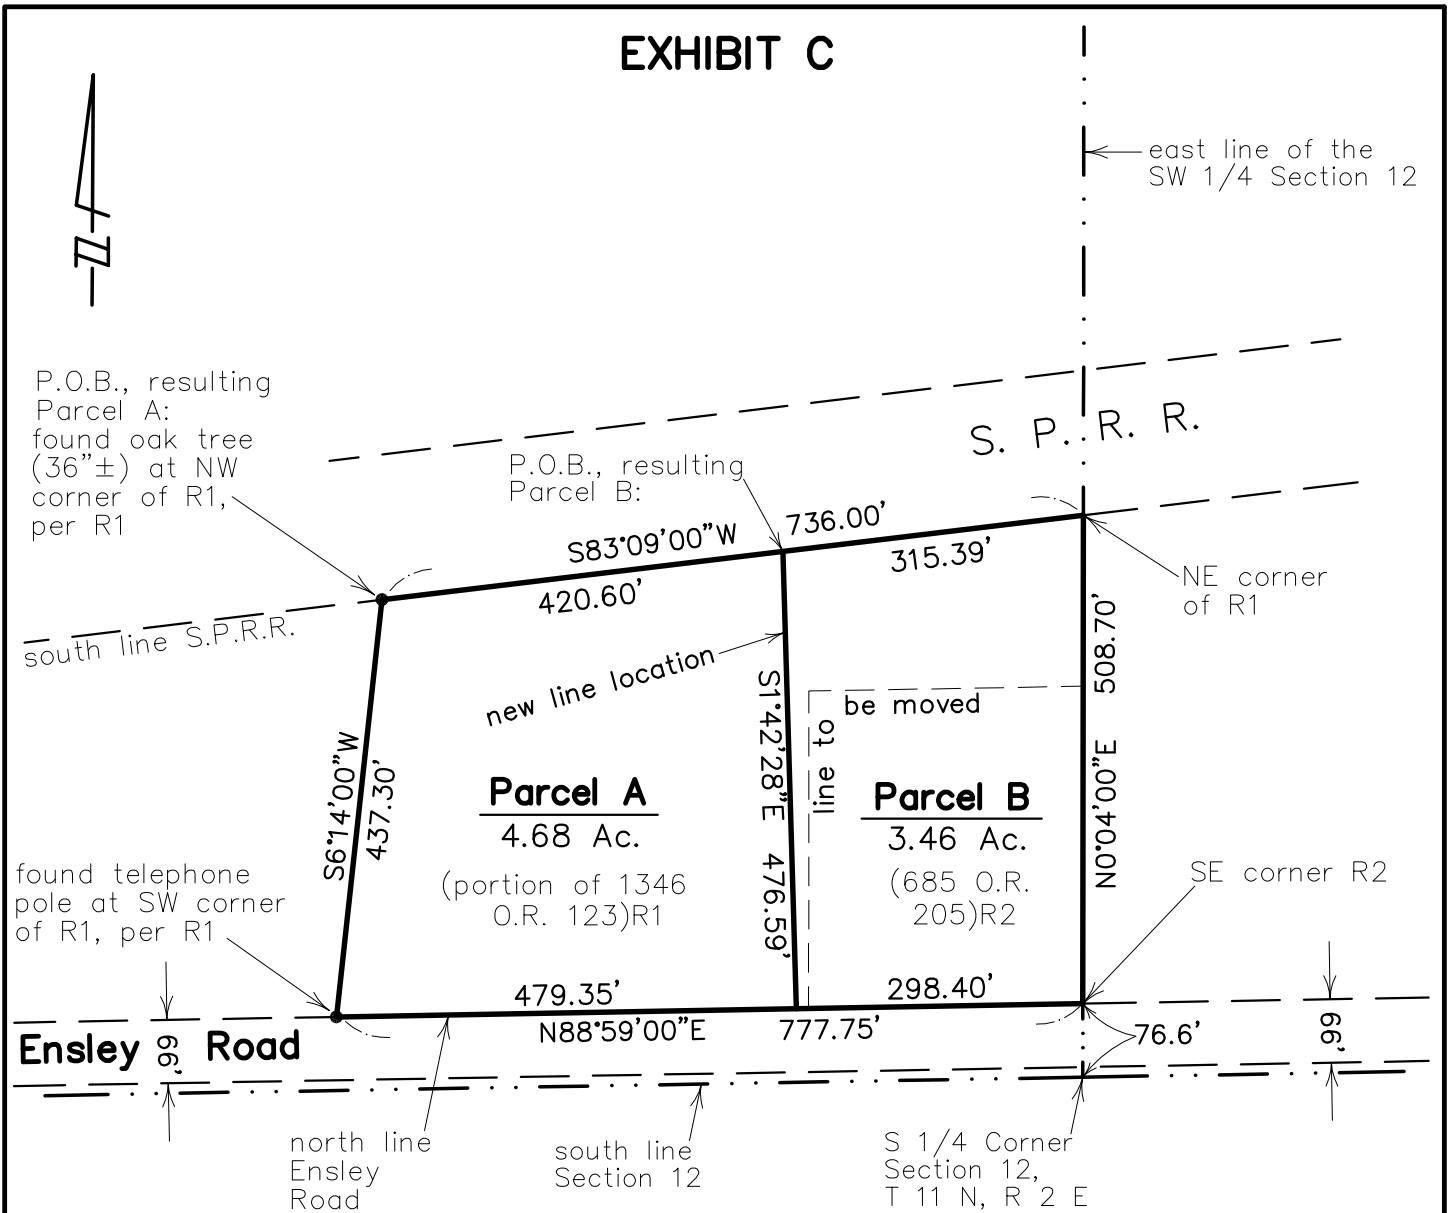 EXHIBIT C
east line of the
SW 1/4 Section 12
P.O.B., resulting
Parcel A:
found oak tree
(36"±) at NW
corner of R1,
per R1
S. P. R. R.
P.O.B., resulting
Parcel B:
S83°09'00"W
736.00'
420.60'
315.39'
NE corner
of R1
south line S.P.R.R.
new line location
508.70'
N0°04'00"E
line to
be moved
S1°42'28"E 476.59'
S6°14'00"W
437.30'
Parcel A
4.68 Ac.
(portion of 1346
O.R. 123)R1
Parcel B
3.46 Ac.
(685 O.R.
205)R2
found telephone
pole at SW corner
of R1, per R1
SE corner R2
479.35'
298.40'
N88°59'00"E
777.75'
76.6'
Ensley Road
66'
66'
north line
Ensley
Road
south line
Section 12
S 1/4 Corner
Section 12,
T 11 N, R 2 E
N